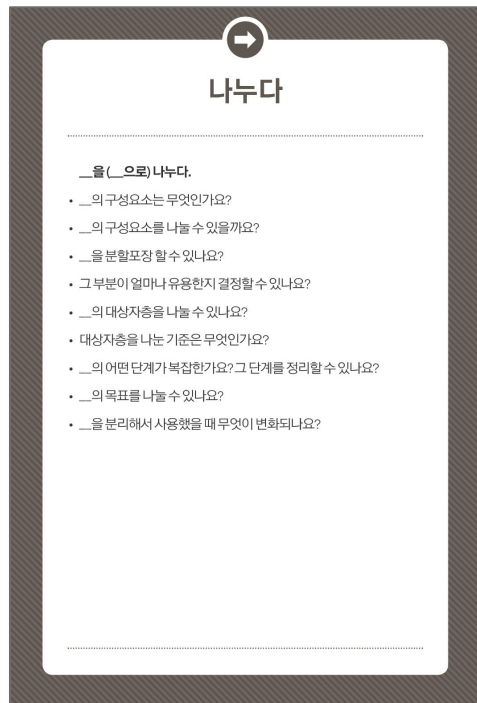 나누다
__을 (__으로) 나누다.
• __의 구성요소는 무엇인가요?
• __의 구성요소를 나눌 수 있을까요?
• __을 분할포장 할 수 있나요?
• 그 부분이 얼마나 유용한지 결정할 수 있나요?
• __의 대상자층을 나눌 수 있나요?
• 대상자층을 나눈 기준은 무엇인가요?
• __의 어떤 단계가 복잡한가요? 그 단계를 정리할 수 있나요?
• __의 목표를 나눌 수 있나요?
• __을 분리해서 사용했을 때 무엇이 변화되나요?